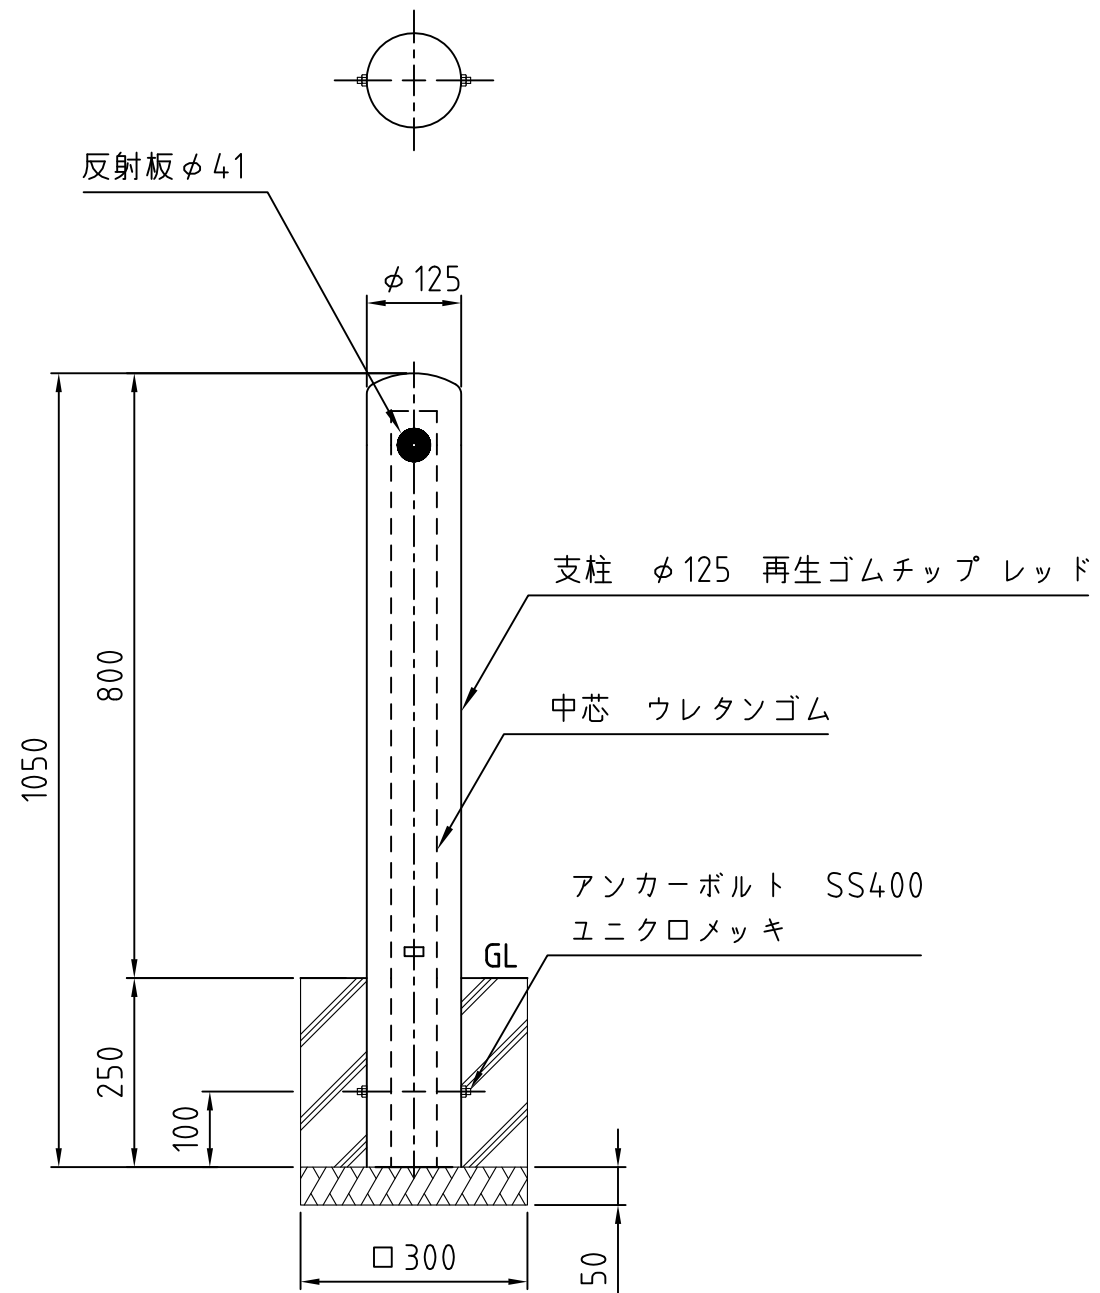 反射板φ41
φ125
支柱　φ125　再生ゴムチップ レッド
800
中芯　ウレタンゴム
1050
アンカーボルト　SS400
ユニクロメッキ
GL
250
100
□300
50